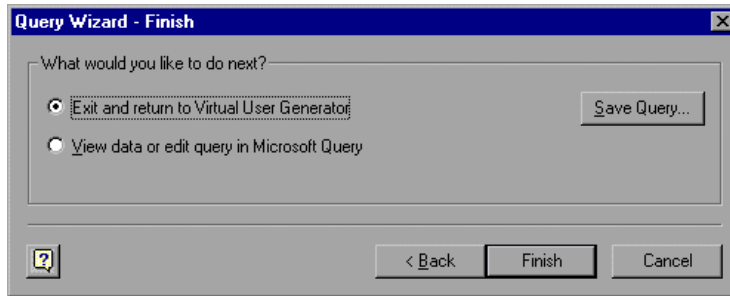 Query Wizard - Finish
What would you like to do next?
Exit and return to Virtual User Generator
Save Query...
View data or edit query in Microsoft Query
?
< Back
Finish
Cancel